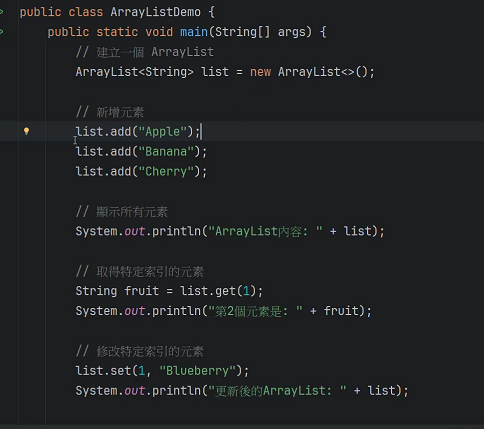 public class ArrayListDemo {
public static void main(String[] args) {
// 建立一個 ArrayList
ArrayList<String> list = new ArrayList<>();
// 新增元素
list.add("Apple");
list.add("Banana");
list.add("Cherry");
// 顯示所有元素
System.out.println("ArrayList內容: " + list);
// 取得特定索引的元素
String fruit = list.get(1);
System.out.println("第2個元素是: " + fruit);
// 修改特定索引的元素
list.set(1, "Blueberry");
System.out.println("更新後的ArrayList: " + list);